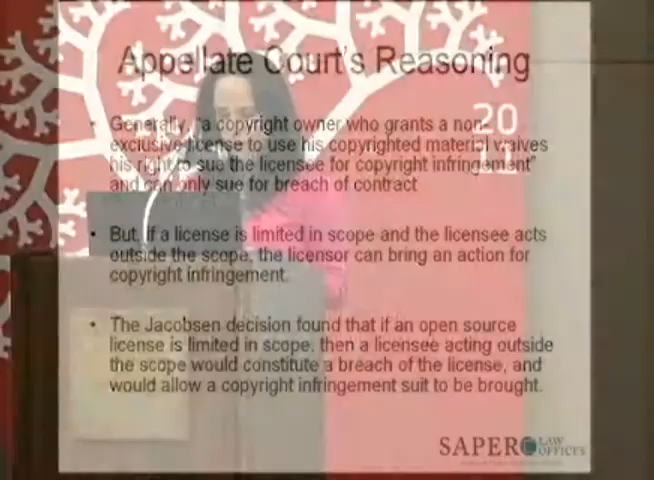 Appellate Court's Reasoning
• Generally, "a copyright owner who grants a non-
exclusive license to use his copyrighted material waives
his right to sue the licensee for copyright infringement"
and can only sue for breach of contract
• But, if a license is limited in scope and the licensee acts
outside the scope, the licensor can bring an action for
copyright infringement.
• The Jacobsen decision found that if an open source
license is limited in scope, then a licensee acting outside
the scope would constitute a breach of the license, and
would allow a copyright infringement suit to be brought.
20
SAPER LAW
OFFICES